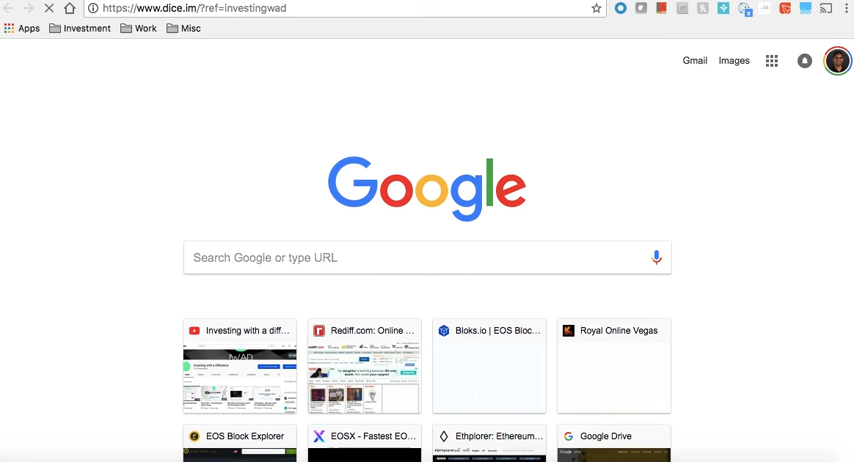 https://www.dice.im/?ref=investingwad
Apps Investment Work Misc
Gmail Images
Google
Search Google or type URL
Investing with a diff... Rediff.com: Online ... Bloks.io | EOS Bloc... Royal Online Vegas
EOS Block Explorer EOSX - Fastest EO... Ethplorer: Ethereum... Google Drive